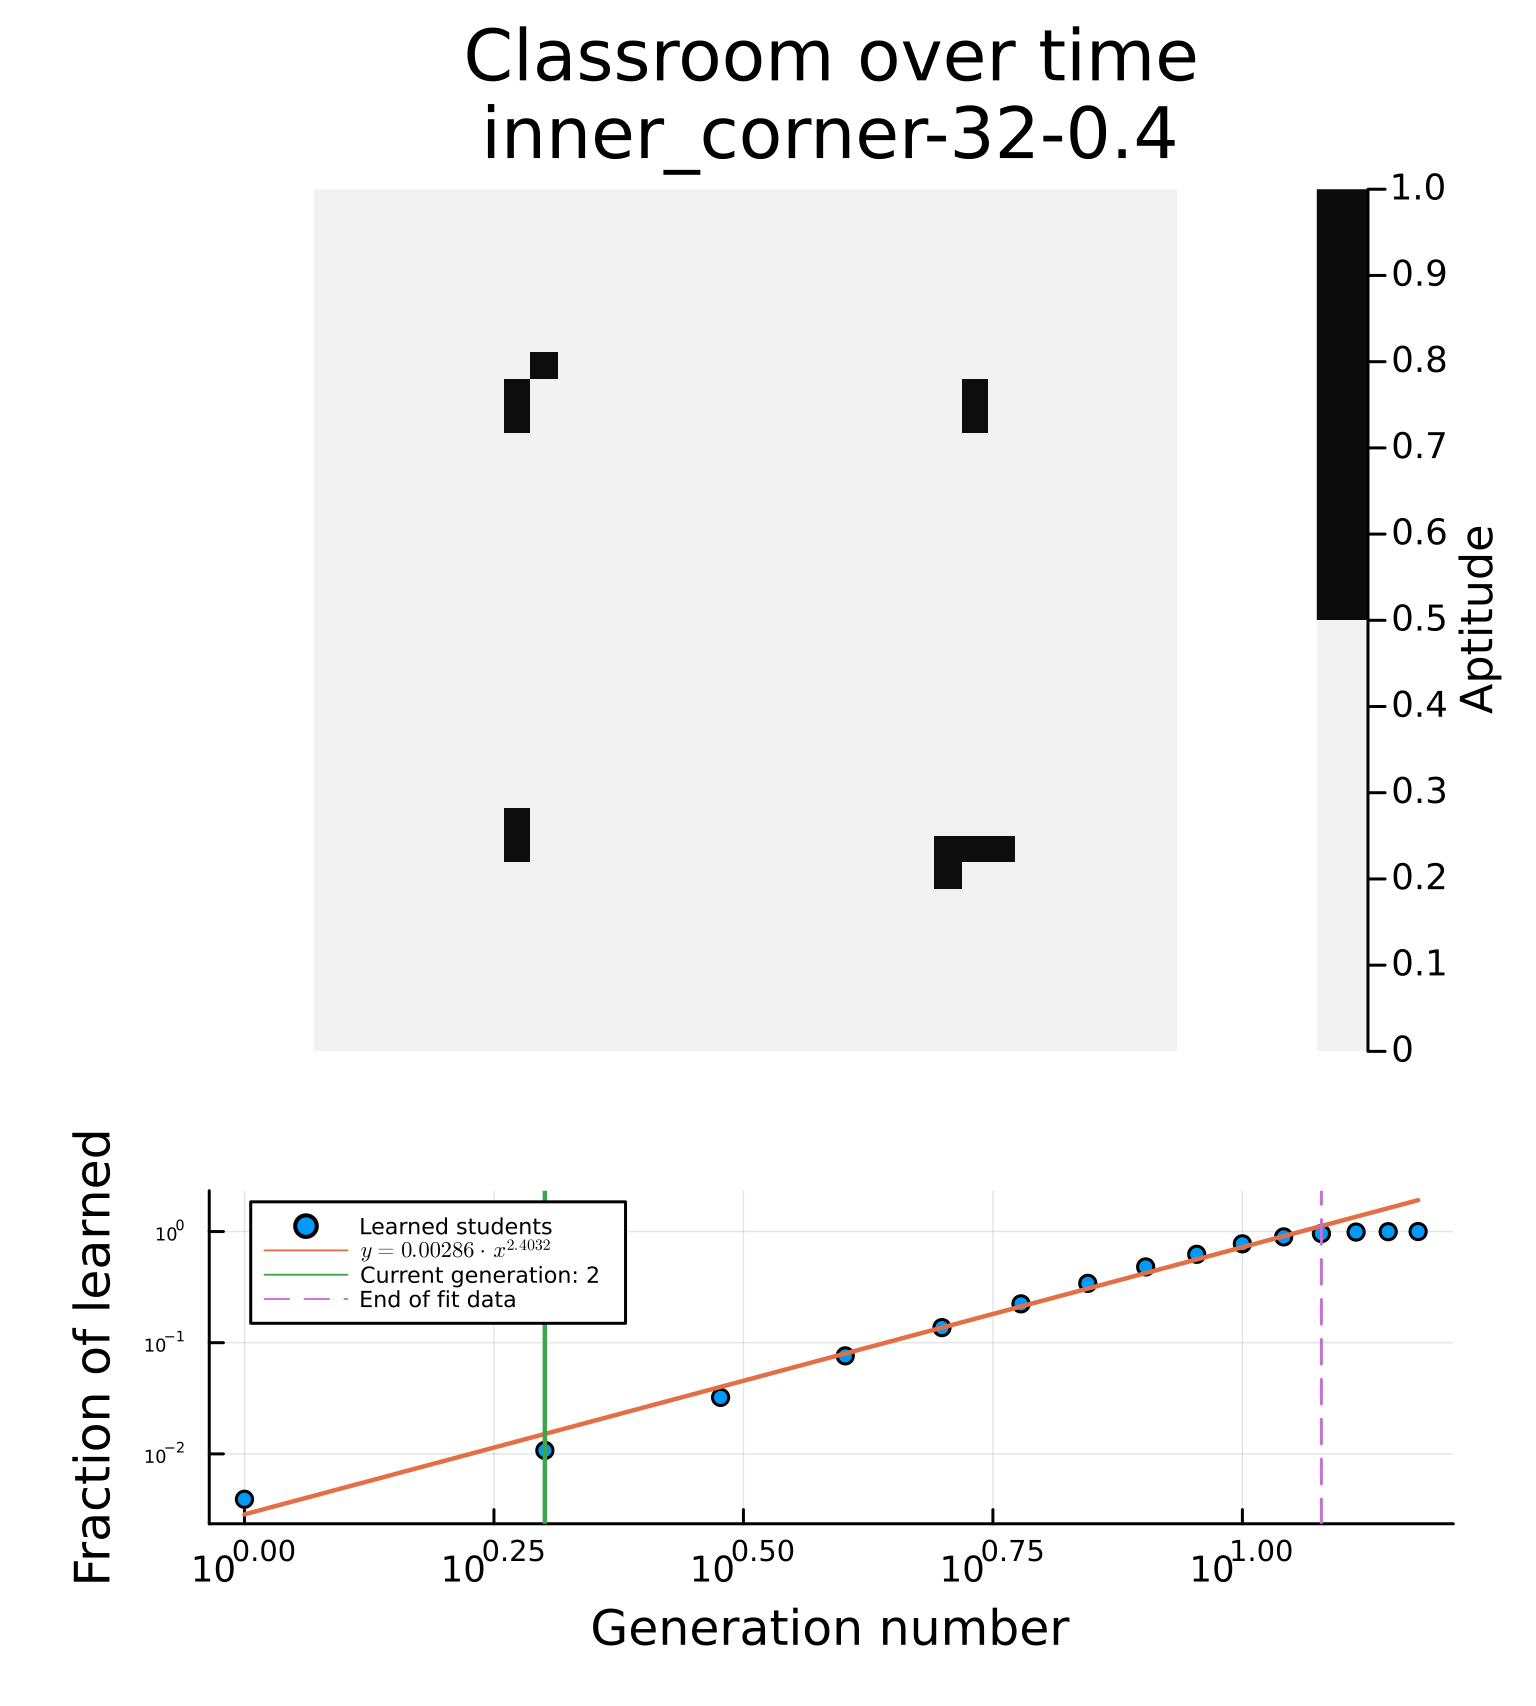 Classroom over time
inner_corner-32-0.4
1.0
0.9
0.8
0.7
0.6
0.5
0.4
0.3
0.2
0.1
0
Aptitude
Fraction of learned
10^0
10^−1
10^−2
Learned students
y = 0.00286 · x^2.4032
Current generation: 2
End of fit data
10^0.00 10^0.25 10^0.50 10^0.75 10^1.00
Generation number